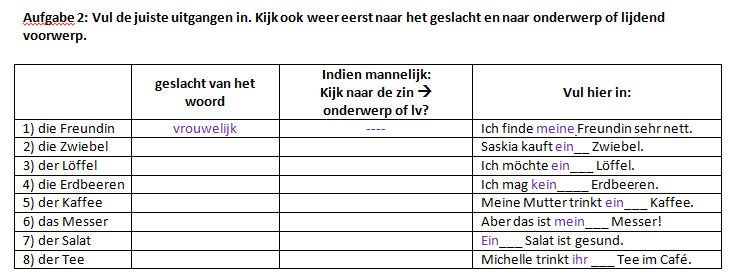 Aufgabe 2: Vul de juiste uitgangen in. Kijk ook weer eerst naar het geslacht en naar onderwerp of lijdend
voorwerp.
geslacht van het
woord
Indien mannelijk:
Kijk naar de zin →
onderwerp of lv?
Vul hier in:
1) die Freundin vrouwelijk ---- Ich finde meine Freundin sehr nett.
2) die Zwiebel Saskia kauft ein__ Zwiebel.
3) der Löffel Ich möchte ein___ Löffel.
4) die Erdbeeren Ich mag kein____ Erdbeeren.
5) der Kaffee Meine Mutter trinkt ein___ Kaffee.
6) das Messer Aber das ist mein___ Messer!
7) der Salat Ein___ Salat ist gesund.
8) der Tee Michelle trinkt ihr ___ Tee im Café.